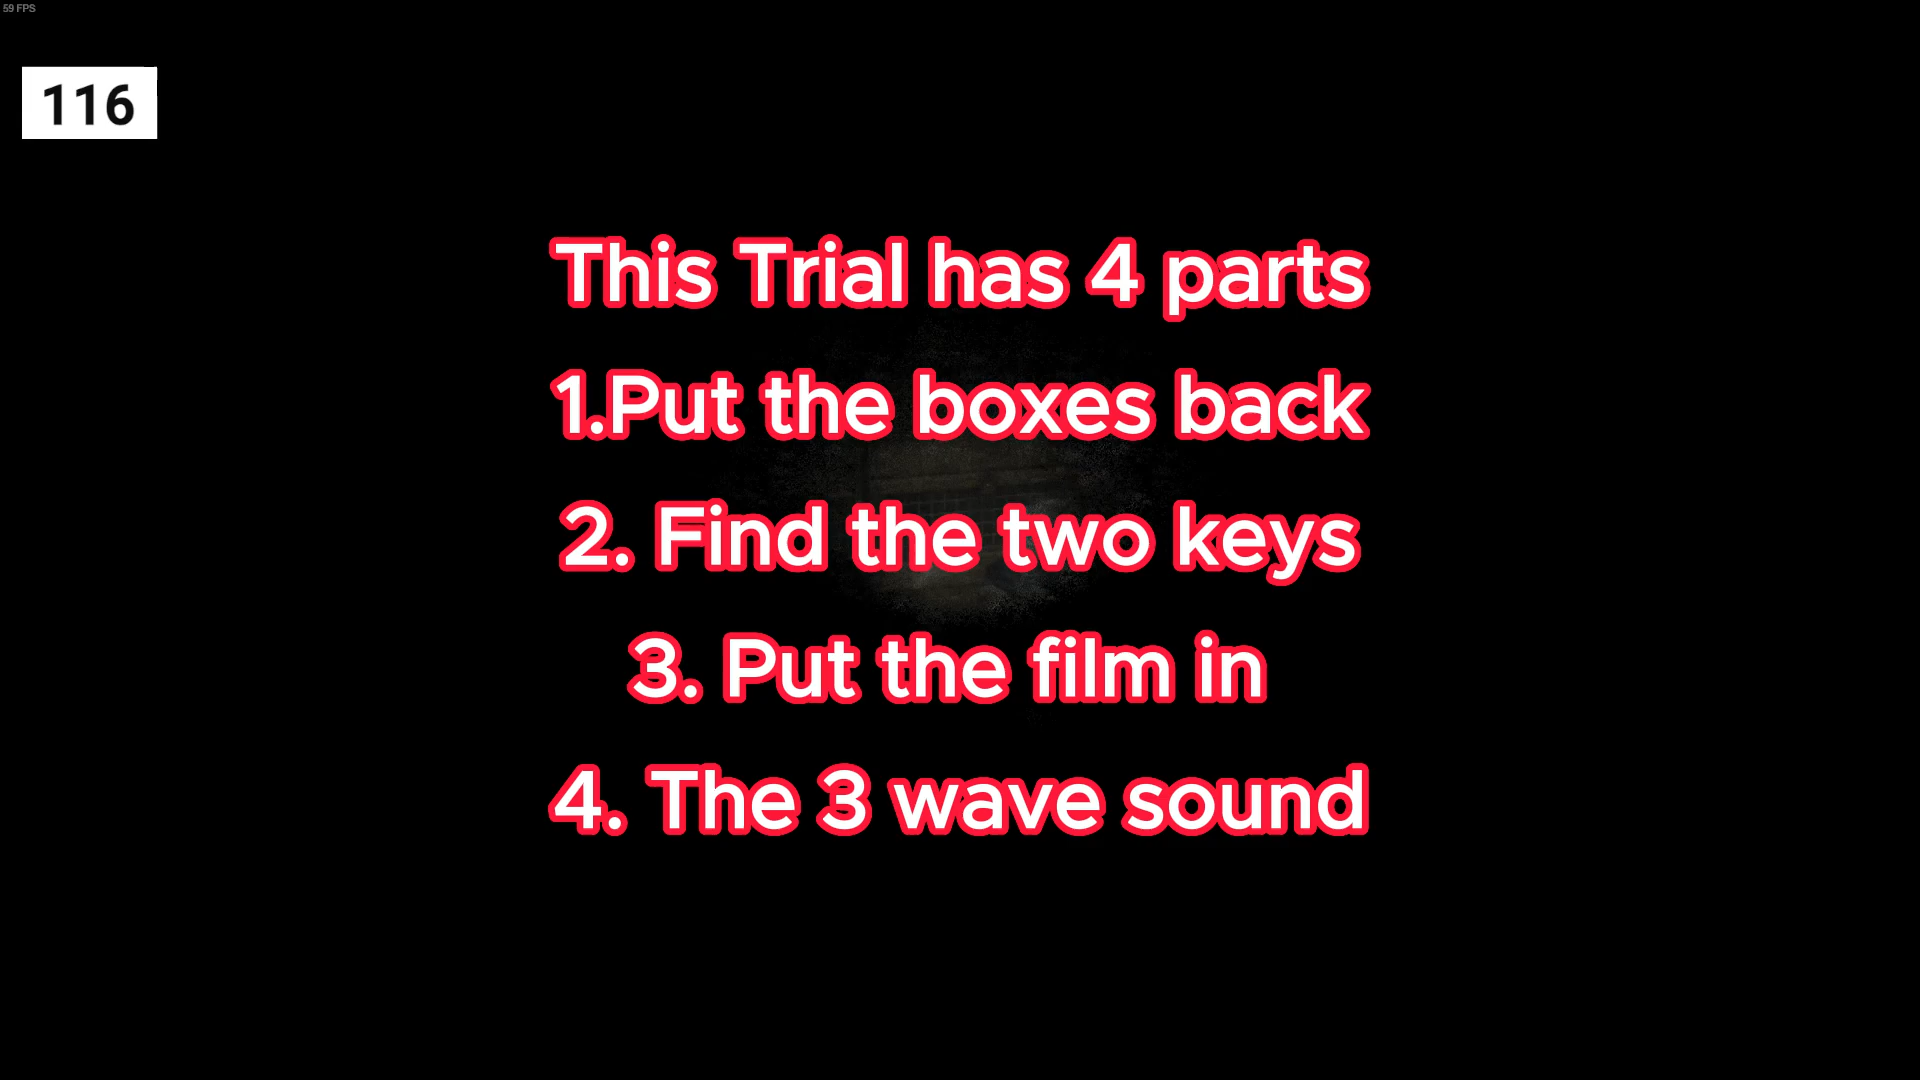 59 FPS
116
This Trial has 4 parts
1.Put the boxes back
2. Find the two keys
3. Put the film in
4. The 3 wave sound